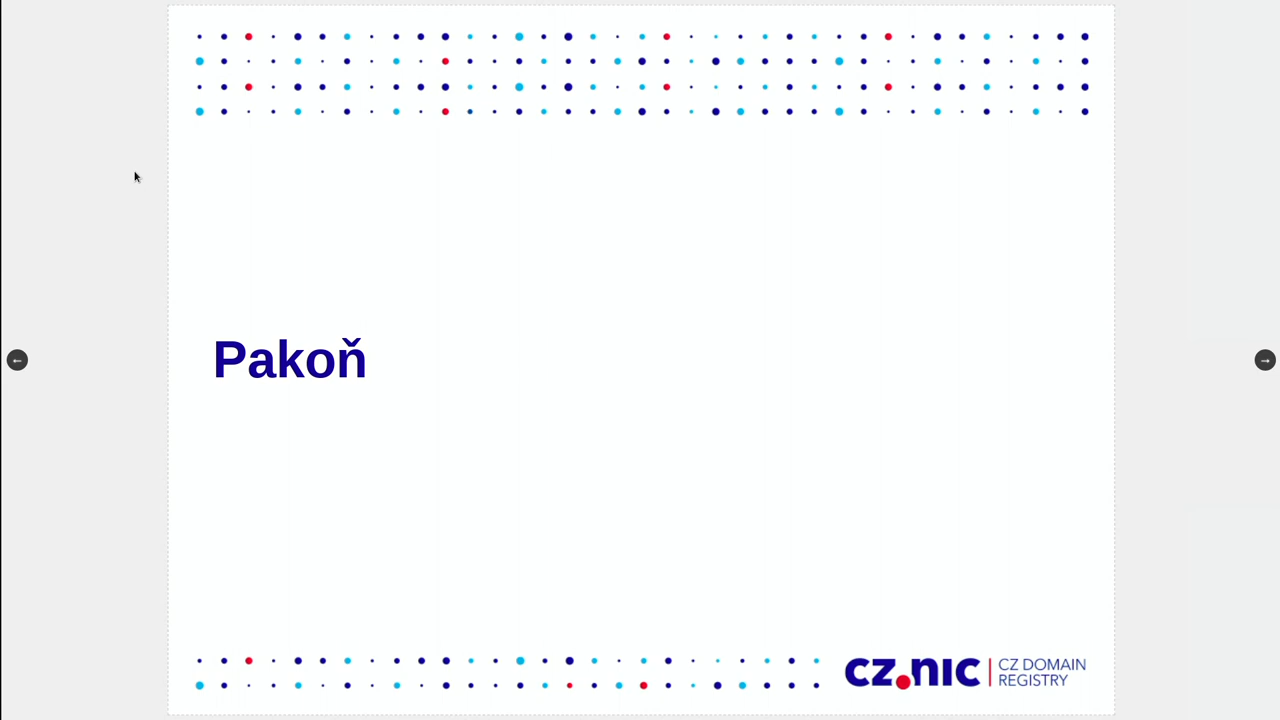 ←
→
Pakoň
CZ.NIC
CZ DOMAIN
REGISTRY